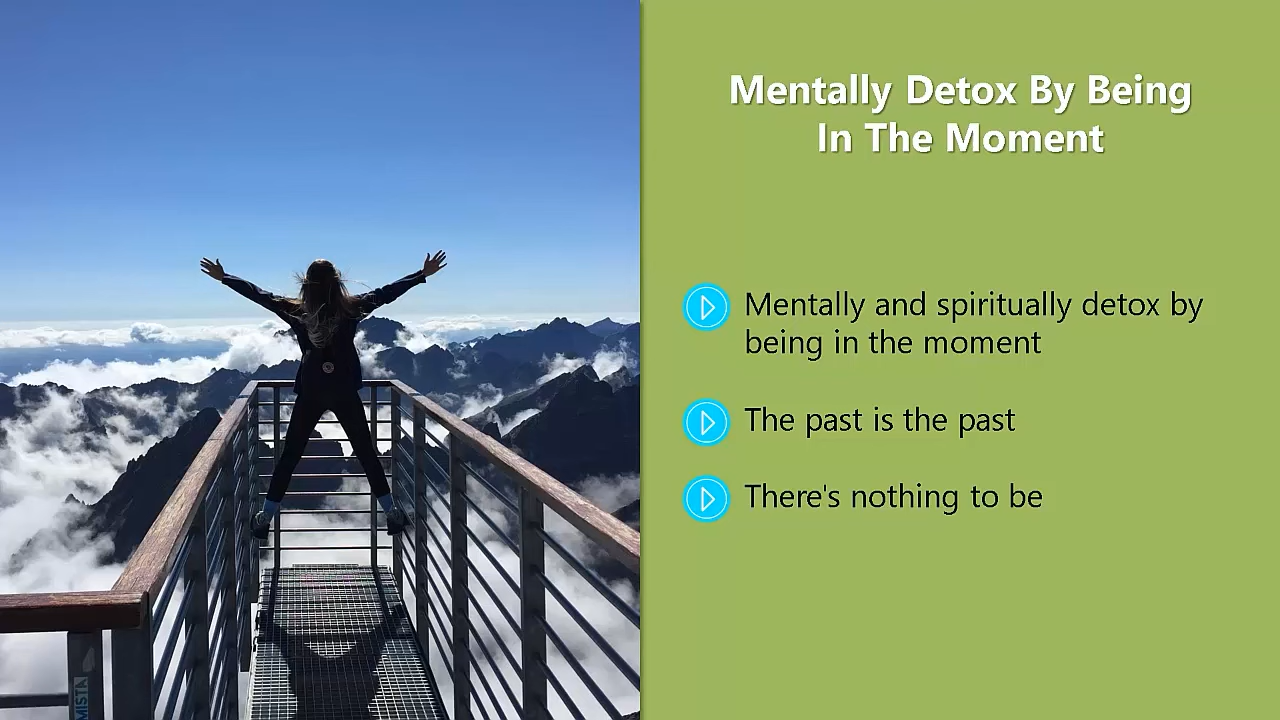 Mentally Detox By Being
In The Moment
Mentally and spiritually detox by
being in the moment
The past is the past
There's nothing to be